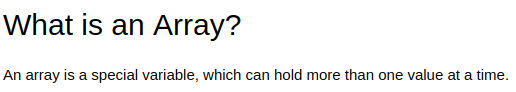 What is an Array?
An array is a special variable, which can hold more than one value at a time.